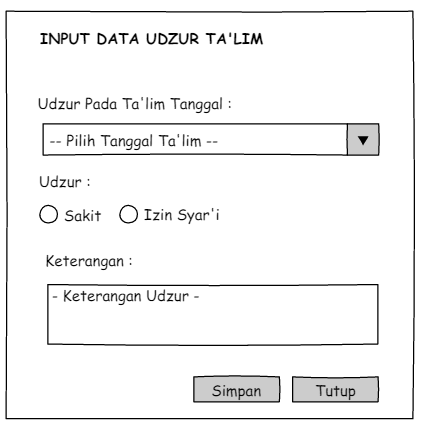 INPUT DATA UDZUR TA'LIM
Udzur Pada Ta'lim Tanggal :
-- Pilih Tanggal Ta'lim --
Udzur :
Sakit Izin Syar'i
Keterangan :
- Keterangan Udzur -
Simpan Tutup